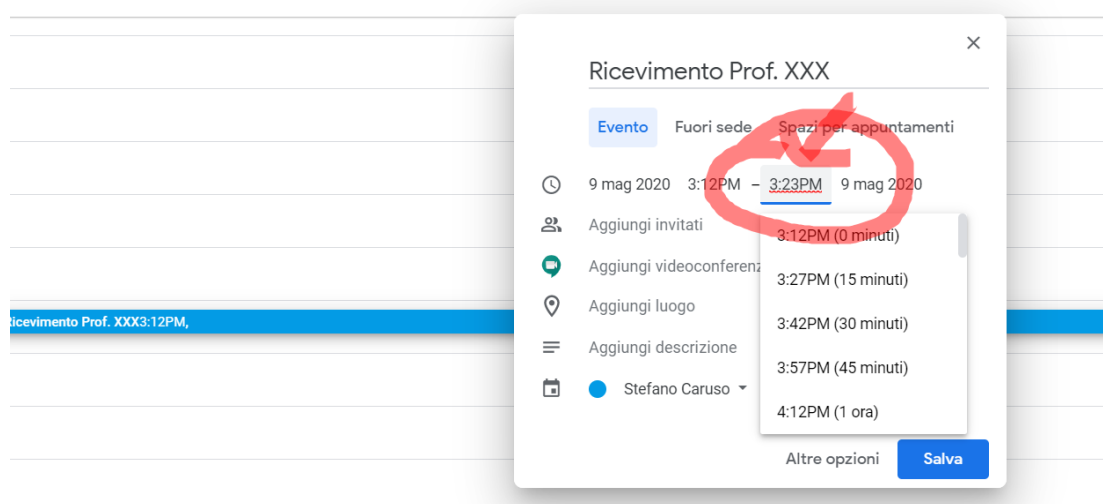 Ricevimento Prof. XXX
Evento Fuori sede Spazi per appuntamenti
9 mag 2020 3:12PM – 3:23PM 9 mag 2020
Aggiungi invitati
3:12PM (0 minuti)
Aggiungi videoconferenz
3:27PM (15 minuti)
Aggiungi luogo
3:42PM (30 minuti)
Ricevimento Prof. XXX3:12PM,
Aggiungi descrizione
3:57PM (45 minuti)
Stefano Caruso
4:12PM (1 ora)
Altre opzioni Salva